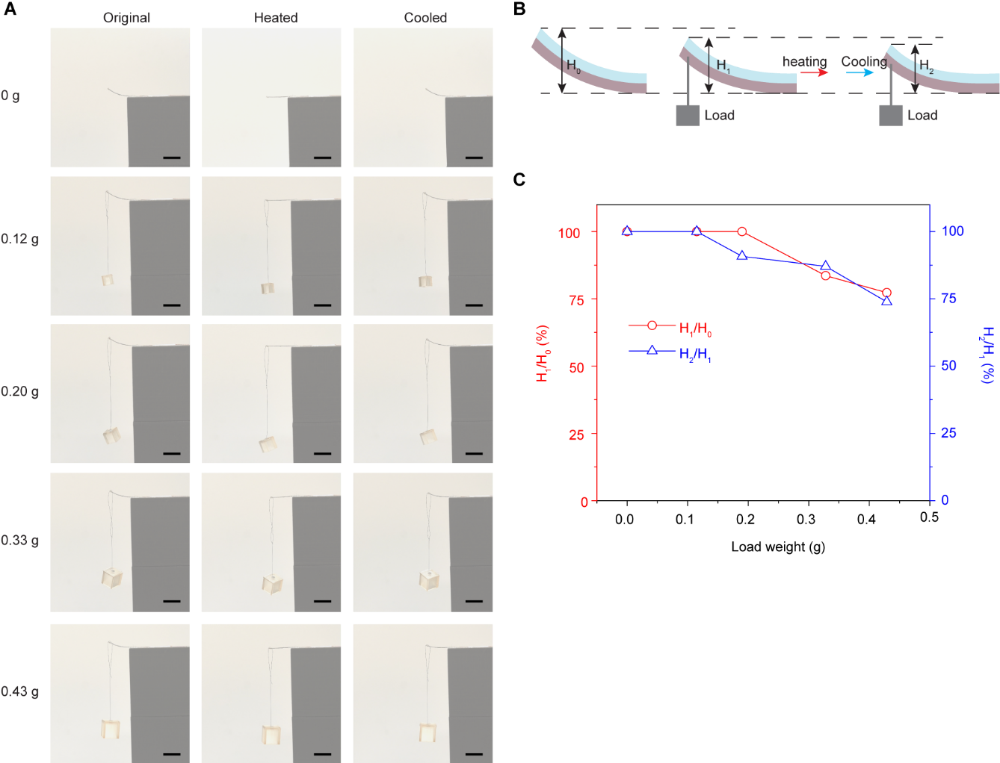 A
Original Heated Cooled
0 g
0.12 g
0.20 g
0.33 g
0.43 g
B
H0
H1
heating
Cooling
H2
Load
Load
C
100
75
50
25
0
H1/H0 (%)
H1/H0
H2/H1
100
75
50
25
0
H2/H1 (%)
0.0 0.1 0.2 0.3 0.4 0.5
Load weight (g)